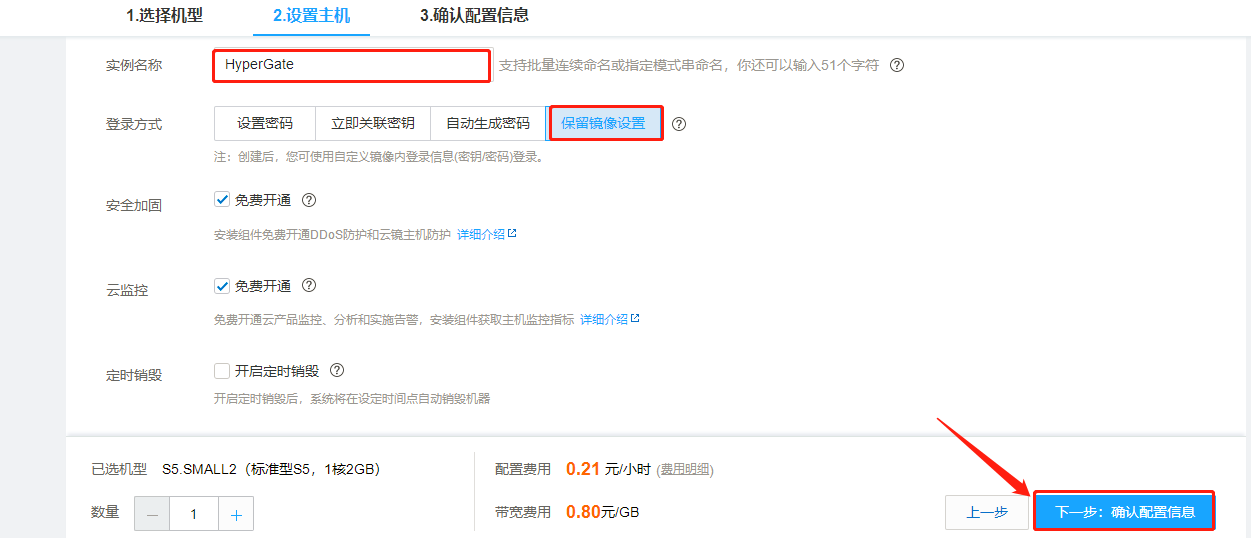 1.选择机型 2.设置主机 3.确认配置信息
实例名称 HyperGate 支持批量连续命名或指定模式串命名，你还可以输入51个字符 ?
登录方式 设置密码 立即关联密钥 自动生成密码 保留镜像设置 ?
注：创建后，您可使用自定义镜像内登录信息(密钥/密码)登录。
安全加固 免费开通 ?
安装组件免费开通DDoS防护和云镜主机防护 详细介绍
云监控 免费开通 ?
免费开通云产品监控、分析和实施告警，安装组件获取主机监控指标 详细介绍
定时销毁 开启定时销毁 ?
开启定时销毁后，系统将在设定时间点自动销毁机器
已选机型 S5.SMALL2（标准型S5，1核2GB） 配置费用 0.21 元/小时 (费用明细)
数量 — 1 + 带宽费用 0.80元/GB 上一步 下一步：确认配置信息